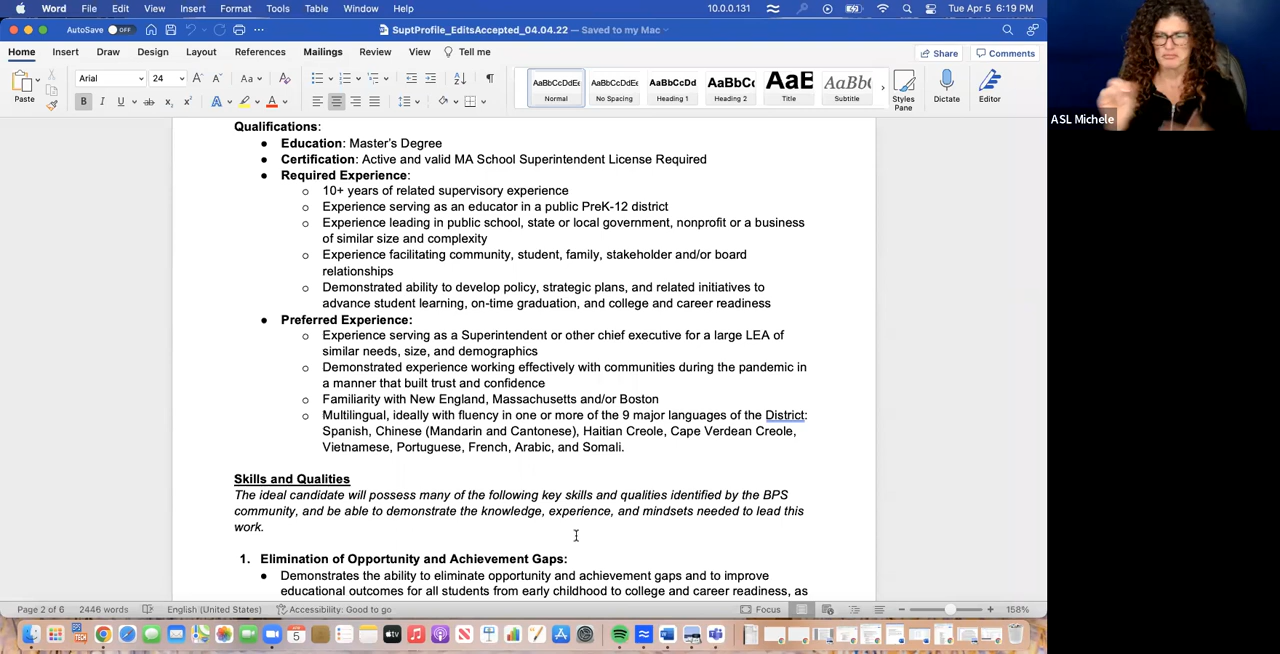 Word File Edit View Insert Format Tools Table Window Help 10.0.0.131 Tue Apr 5 6:19 PM
AutoSave OFF SuptProfile_EditsAccepted_04.04.22 — Saved to my Mac
Home Insert Draw Design Layout References Mailings Review View Tell me Share Comments
Arial 24
Paste
AaBbCcDdEe AaBbCcDdEe AaBbCcDd AaBbCc AaB AaBb(
Normal No Spacing Heading 1 Heading 2 Title Subtitle Styles Pane Dictate Editor
ASL Michele
Qualifications:
Education: Master's Degree
Certification: Active and valid MA School Superintendent License Required
Required Experience:
10+ years of related supervisory experience
Experience serving as an educator in a public PreK-12 district
Experience leading in public school, state or local government, nonprofit or a business
of similar size and complexity
Experience facilitating community, student, family, stakeholder and/or board
relationships
Demonstrated ability to develop policy, strategic plans, and related initiatives to
advance student learning, on-time graduation, and college and career readiness
Preferred Experience:
Experience serving as a Superintendent or other chief executive for a large LEA of
similar needs, size, and demographics
Demonstrated experience working effectively with communities during the pandemic in
a manner that built trust and confidence
Familiarity with New England, Massachusetts and/or Boston
Multilingual, ideally with fluency in one or more of the 9 major languages of the District:
Spanish, Chinese (Mandarin and Cantonese), Haitian Creole, Cape Verdean Creole,
Vietnamese, Portuguese, French, Arabic, and Somali.
Skills and Qualities
The ideal candidate will possess many of the following key skills and qualities identified by the BPS
community, and be able to demonstrate the knowledge, experience, and mindsets needed to lead this
work.
1. Elimination of Opportunity and Achievement Gaps:
Demonstrates the ability to eliminate opportunity and achievement gaps and to improve
educational outcomes for all students from early childhood to college and career readiness, as
Page 2 of 6 2446 words English (United States) Accessibility: Good to go Focus 158%